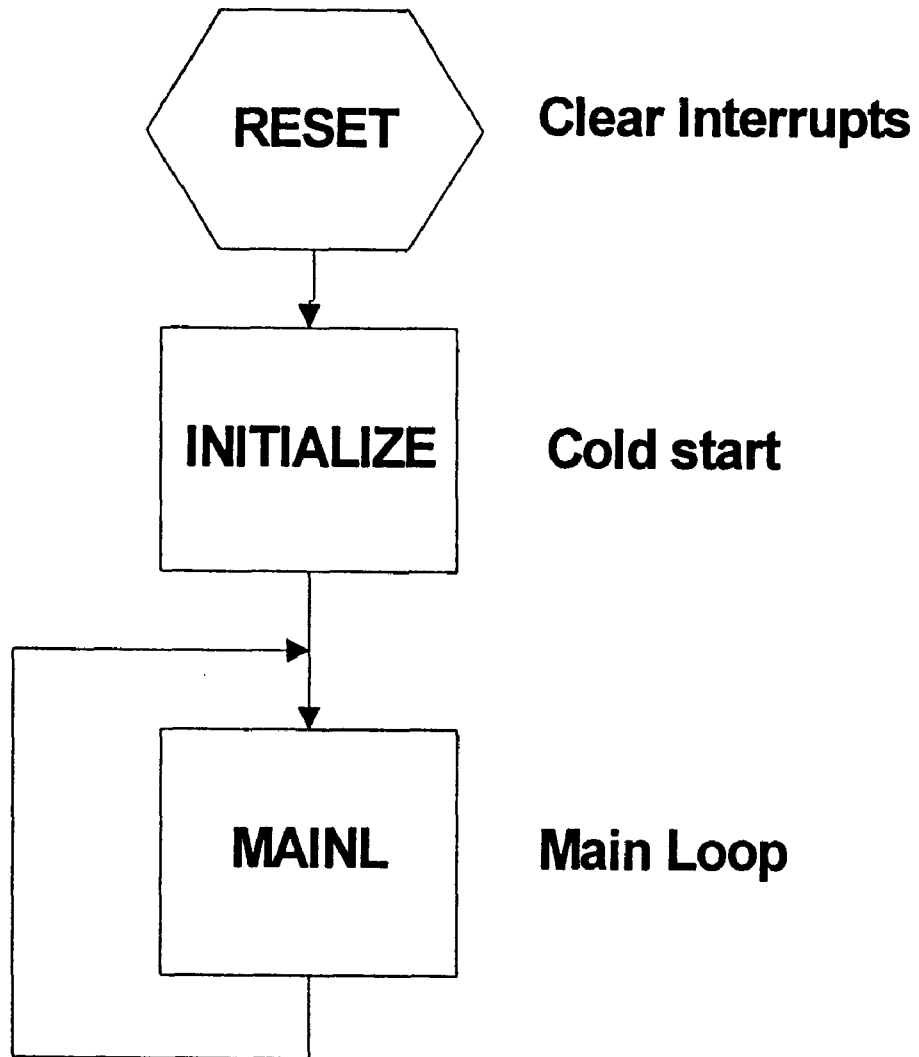 RESET
Clear Interrupts
INITIALIZE
Cold start
MAINL
Main Loop